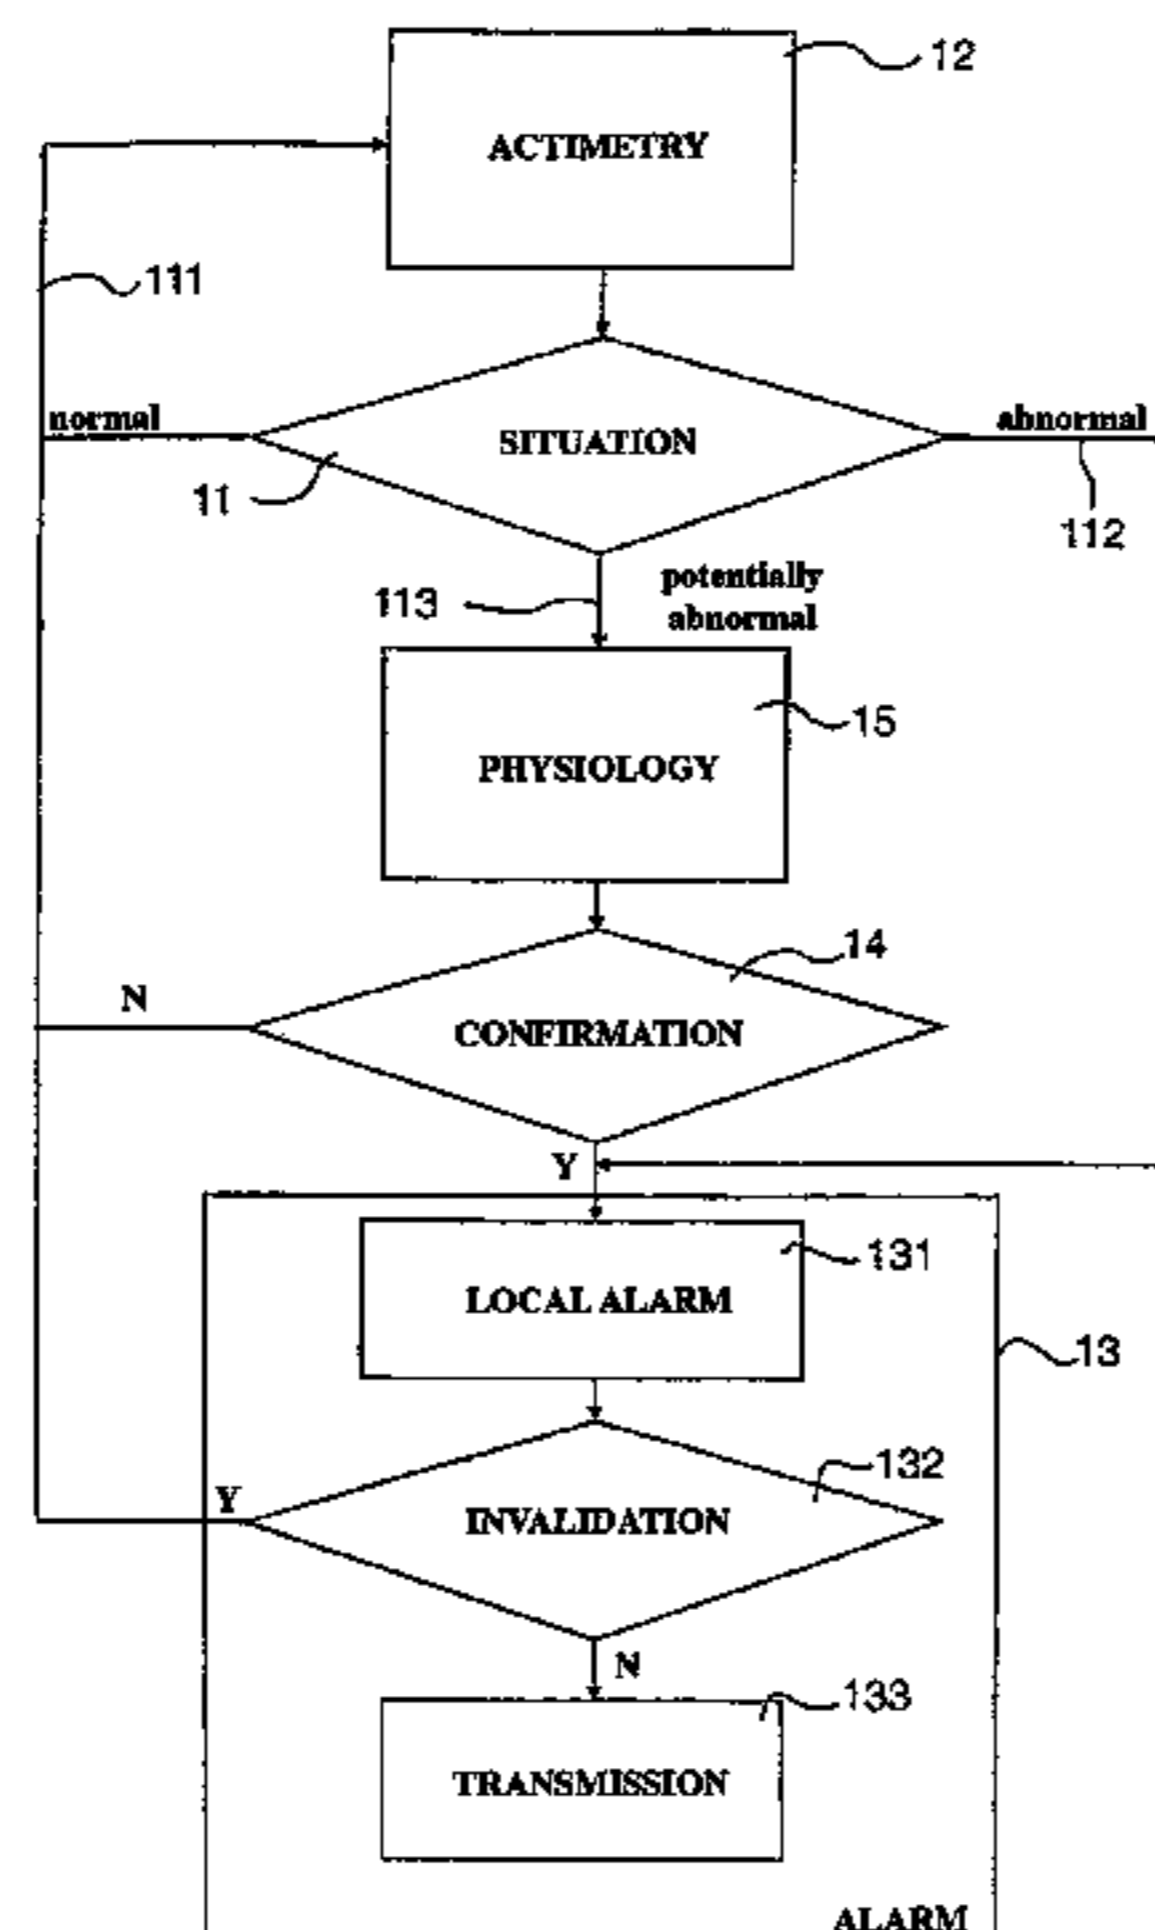 12
ACTIMETRY
111
normal
abnormal
SITUATION
11
112
113
potentially
abnormal
15
PHYSIOLOGY
14
N
CONFIRMATION
Y
131
LOCAL ALARM
13
132
Y
INVALIDATION
N
133
TRANSMISSION
ALARM